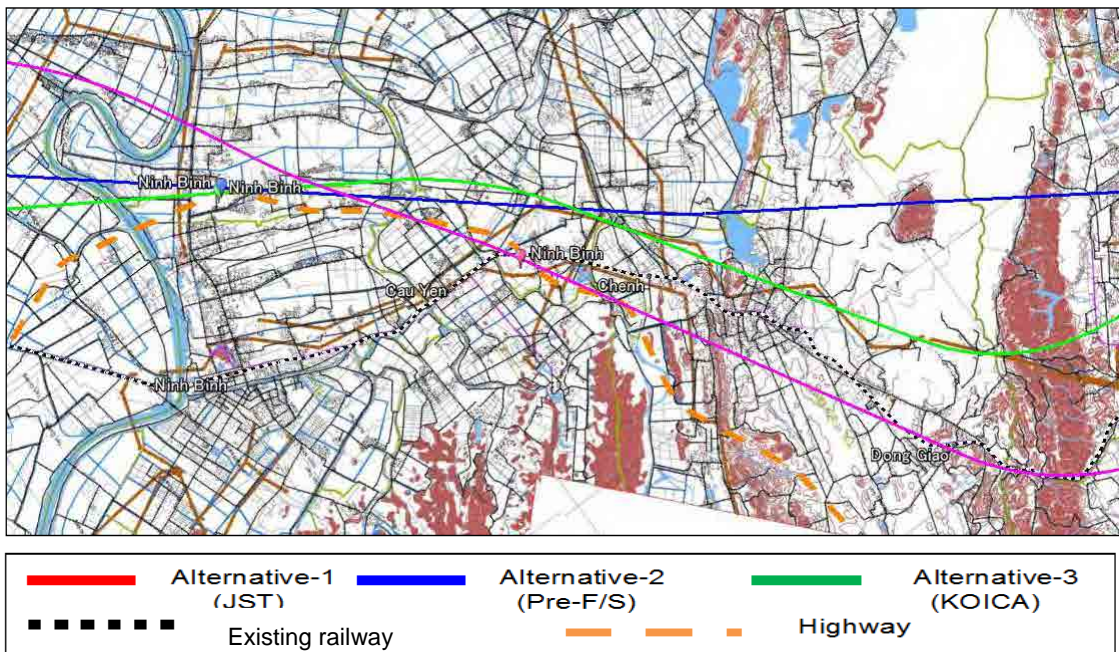 Ninh Binh
Ninh Binh
Ninh Binh
Chenh
Cau Yen
Ninh Binh
Dong Giao
Alternative-1
(JST)
Alternative-2
(Pre-F/S)
Alternative-3
(KOICA)
Existing railway
Highway